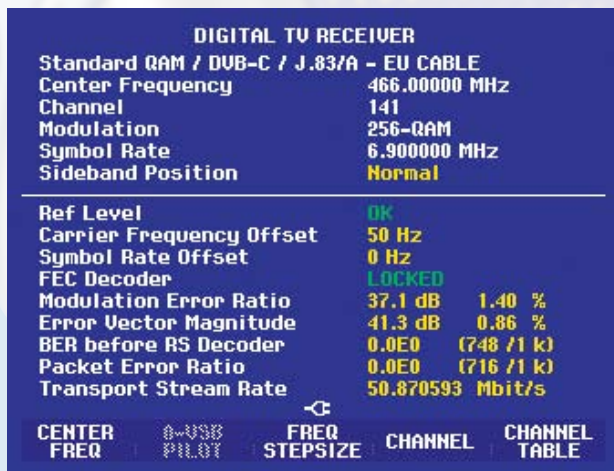 DIGITAL TV RECEIVER
Standard QAM / DVB-C / J.83/A - EU CABLE
Center Frequency 466.00000 MHz
Channel 141
Modulation 256-QAM
Symbol Rate 6.900000 MHz
Sideband Position Normal
Ref Level OK
Carrier Frequency Offset 50 Hz
Symbol Rate Offset 0 Hz
FEC Decoder LOCKED
Modulation Error Ratio 37.1 dB 1.40 %
Error Vector Magnitude 41.3 dB 0.86 %
BER before RS Decoder 0.0E0 (748 /1 k)
Packet Error Ratio 0.0E0 (716 /1 k)
Transport Stream Rate 50.870593 Mbit/s
CENTER FREQ
A-VSB PILOT
FREQ STEPSIZE
CHANNEL
CHANNEL TABLE